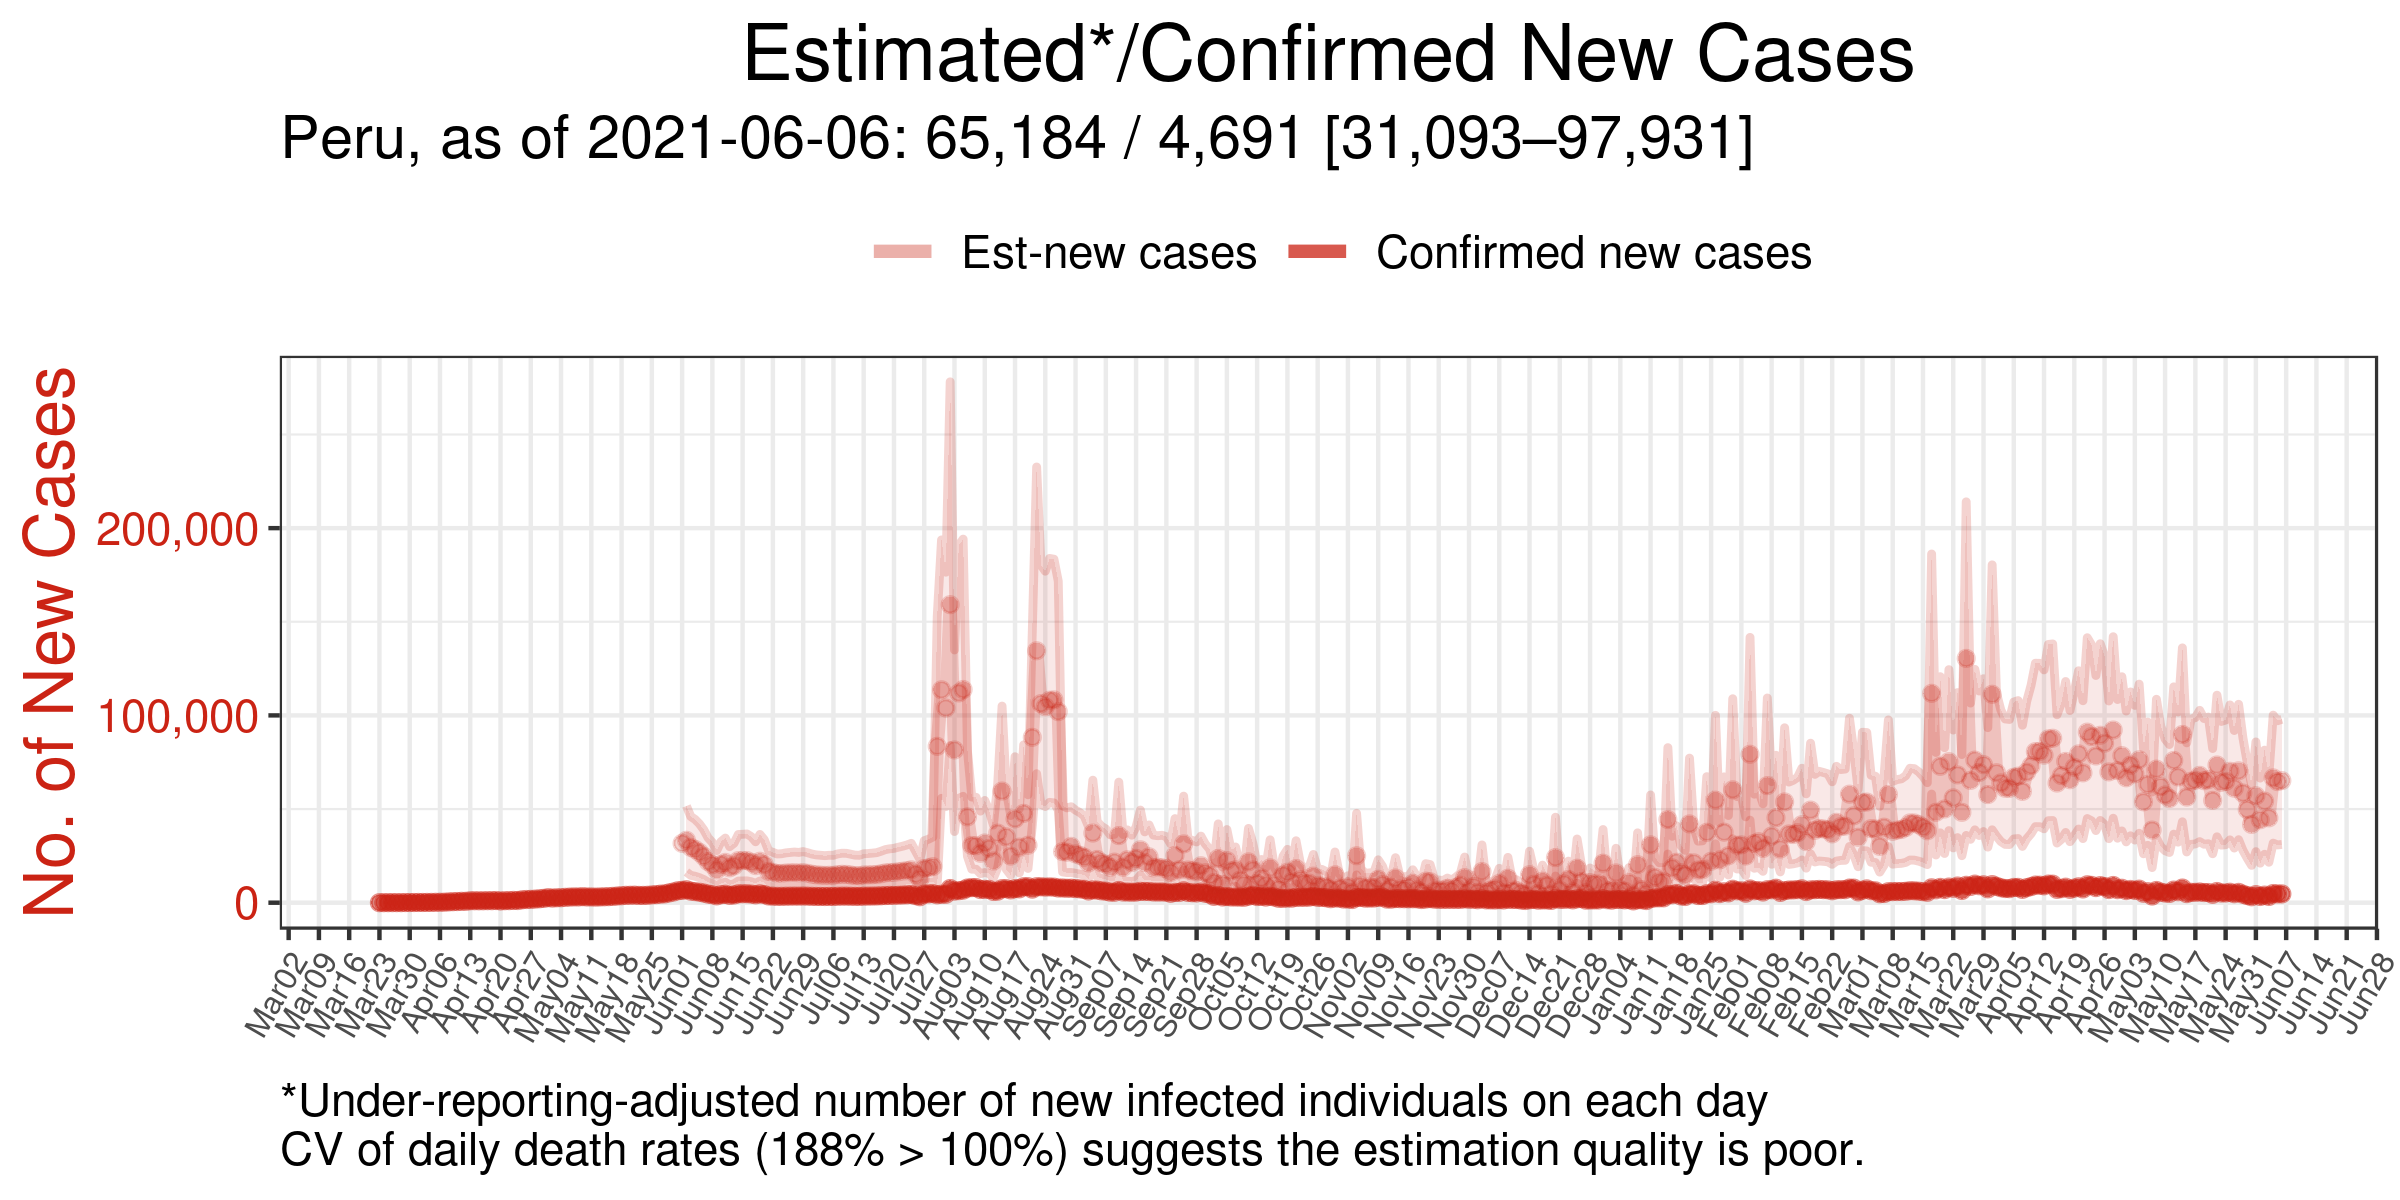 Estimated*/Confirmed New Cases
Peru, as of 2021-06-06: 65,184 / 4,691 [31,093–97,931]
Est-new cases
Confirmed new cases
No. of New Cases
200,000
100,000
0
Mar02
Mar09
Mar16
Mar23
Mar30
Apr06
Apr13
Apr20
Apr27
May04
May11
May18
May25
Jun01
Jun08
Jun15
Jun22
Jun29
Jul06
Jul13
Jul20
Jul27
Aug03
Aug10
Aug17
Aug24
Aug31
Sep07
Sep14
Sep21
Sep28
Oct05
Oct12
Oct19
Oct26
Nov02
Nov09
Nov16
Nov23
Nov30
Dec07
Dec14
Dec21
Dec28
Jan04
Jan11
Jan18
Jan25
Feb01
Feb08
Feb15
Feb22
Mar01
Mar08
Mar15
Mar22
Mar29
Apr05
Apr12
Apr19
Apr26
May03
May10
May17
May24
May31
Jun07
Jun14
Jun21
Jun28
*Under-reporting-adjusted number of new infected individuals on each day
CV of daily death rates (188% > 100%) suggests the estimation quality is poor.